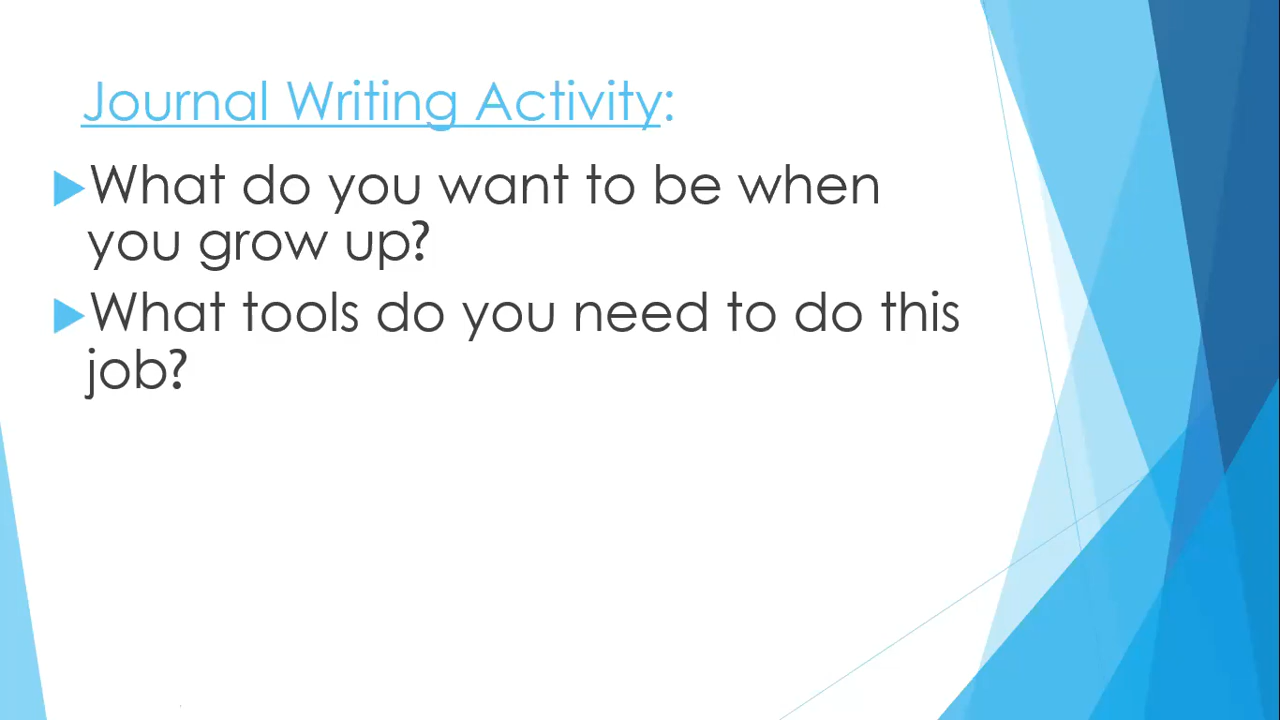 Journal Writing Activity:
What do you want to be when
you grow up?
What tools do you need to do this
job?